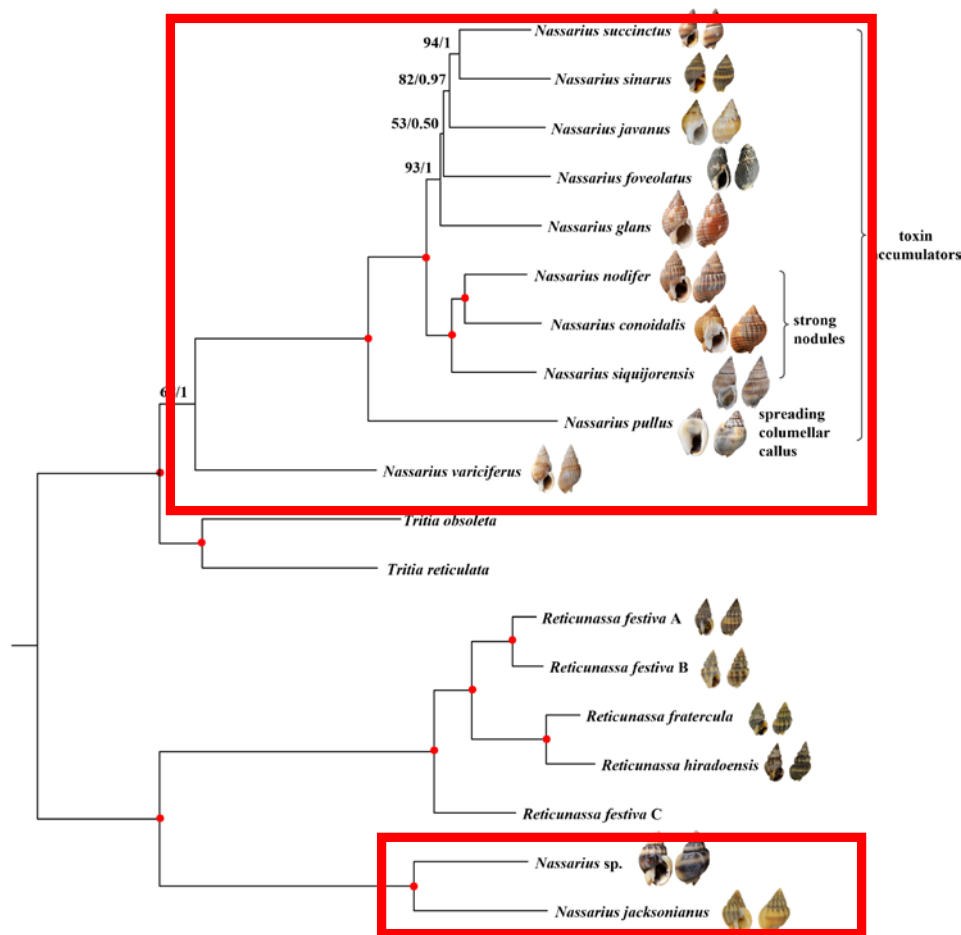 94/1
Nassarius succinctus
82/0.97
Nassarius sinarus
53/0.50
Nassarius javanus
93/1
Nassarius foveolatus
Nassarius glans
toxin
accumulators
Nassarius nodifer
Nassarius conoidalis
strong
nodules
Nassarius siquijorensis
/1
Nassarius pullus
spreading
columellar
callus
Nassarius variciferus
Tritia obsoleta
Tritia reticulata
Reticunassa festiva A
Reticunassa festiva B
Reticunassa fratercula
Reticunassa hiradoensis
Reticunassa festiva C
Nassarius sp.
Nassarius jacksonianus